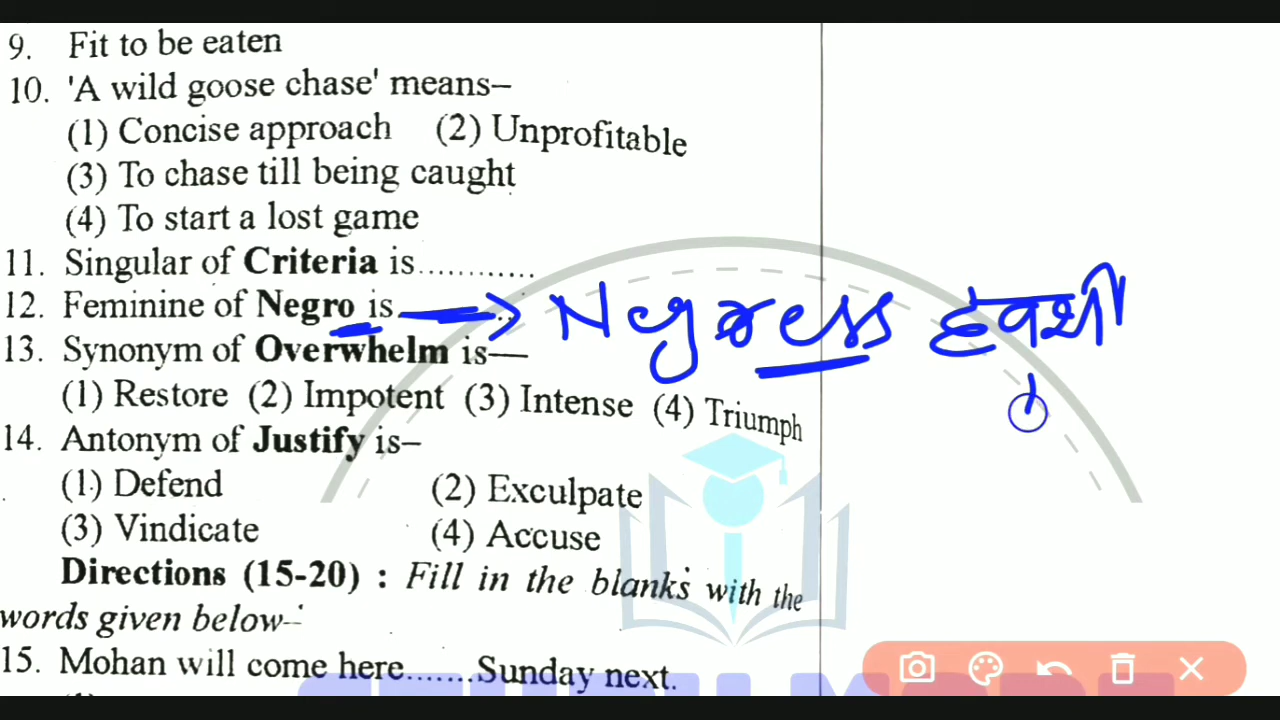 9. Fit to be eaten
10. 'A wild goose chase' means–
(1) Concise approach (2) Unprofitable
(3) To chase till being caught
(4) To start a lost game
11. Singular of Criteria is............
12. Feminine of Negro is Negress हवशी
13. Synonym of Overwhelm is—
(1) Restore (2) Impotent (3) Intense (4) Triumph
14. Antonym of Justify is–
(1) Defend (2) Exculpate
(3) Vindicate (4) Accuse
Directions (15-20) : Fill in the blanks with the
words given below–
15. Mohan will come here.......Sunday next.